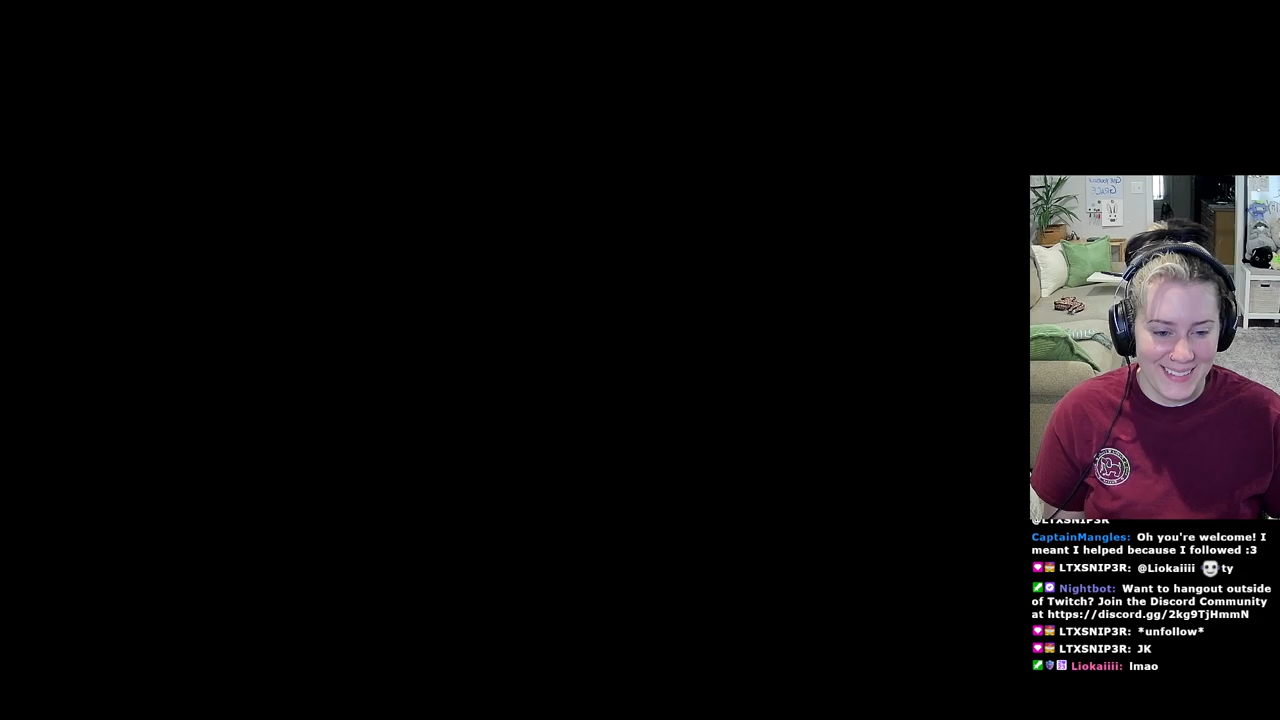 @LTXSNIP3R
CaptainMangles: Oh you're welcome! I
meant I helped because I followed :3
LTXSNIP3R: @Liokaiiii ty
Nightbot: Want to hangout outside
of Twitch? Join the Discord Community
at https://discord.gg/2kg9TjHmmN
LTXSNIP3R: *unfollow*
LTXSNIP3R: JK
Liokaiiii: lmao